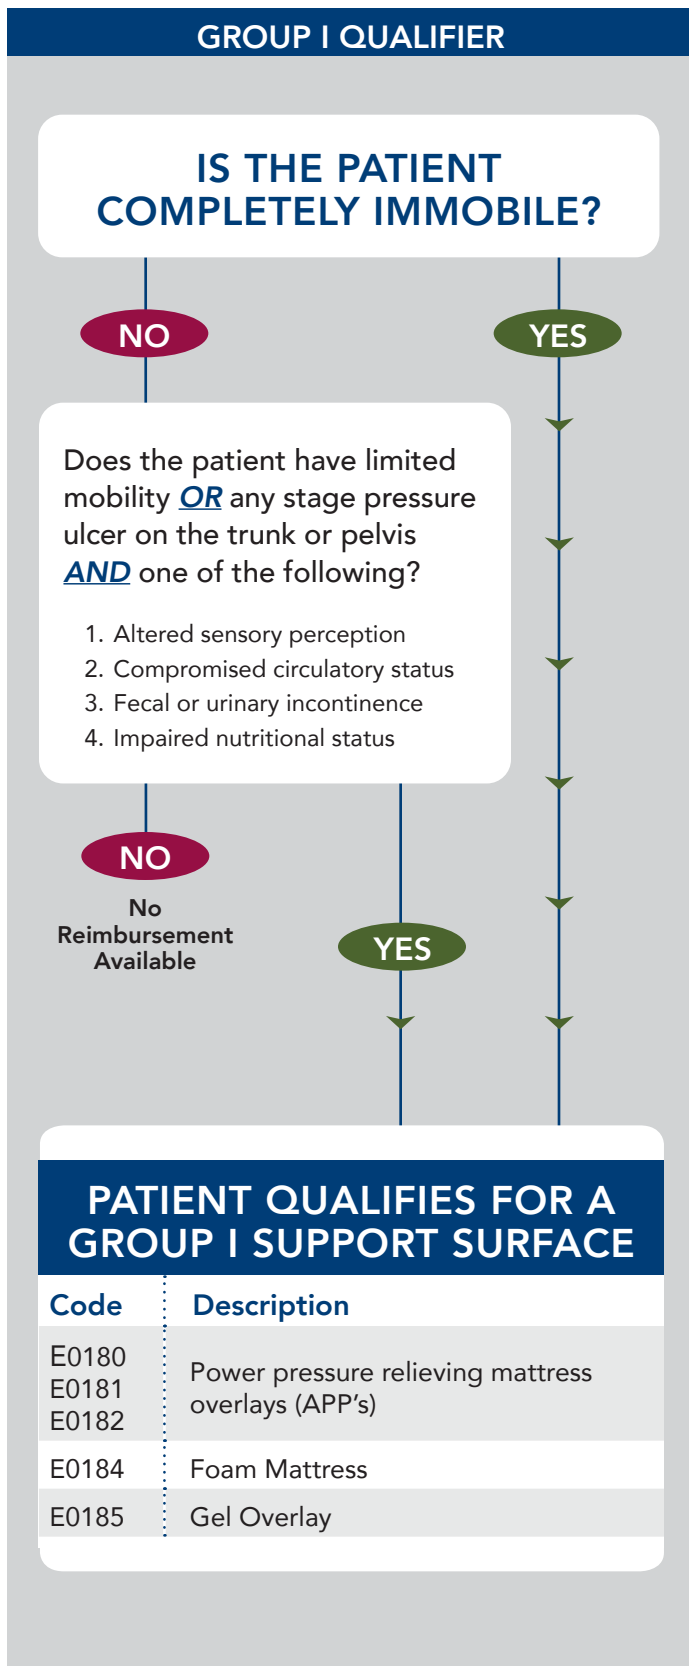 GROUP I QUALIFIER
IS THE PATIENT
COMPLETELY IMMOBILE?
NO
YES
Does the patient have limited
mobility OR any stage pressure
ulcer on the trunk or pelvis
AND one of the following?
1. Altered sensory perception
2. Compromised circulatory status
3. Fecal or urinary incontinence
4. Impaired nutritional status
NO
No
Reimbursement
Available
YES
PATIENT QUALIFIES FOR A
GROUP I SUPPORT SURFACE
Code Description
E0180
E0181
E0182
Power pressure relieving mattress
overlays (APP’s)
E0184 Foam Mattress
E0185 Gel Overlay